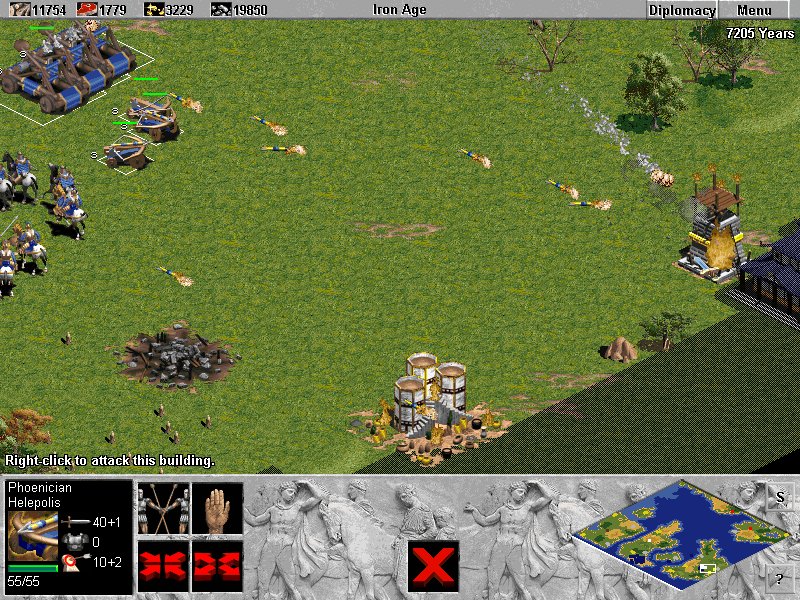 11754 1779 3229 19850 Iron Age Diplomacy Menu
7205 Years
Right-click to attack this building.
Phoenician
Helepolis
40+1
0
10+2
55/55
S
?